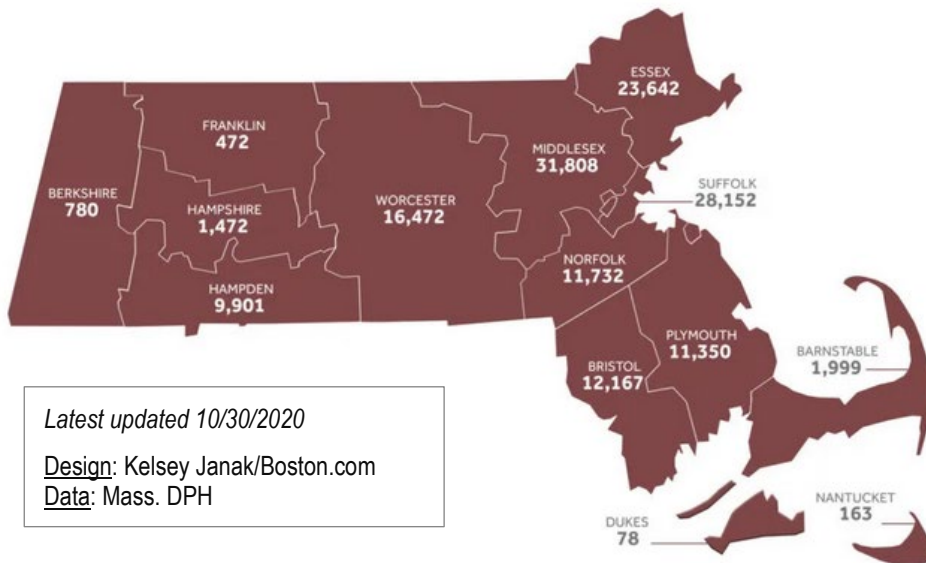 ESSEX
23,642
FRANKLIN
472
MIDDLESEX
31,808
BERKSHIRE
780
HAMPSHIRE
1,472
WORCESTER
16,472
SUFFOLK
28,152
NORFOLK
11,732
HAMPDEN
9,901
PLYMOUTH
11,350
BARNSTABLE
1,999
BRISTOL
12,167
Latest updated 10/30/2020
Design: Kelsey Janak/Boston.com
Data: Mass. DPH
DUKES
78
NANTUCKET
163